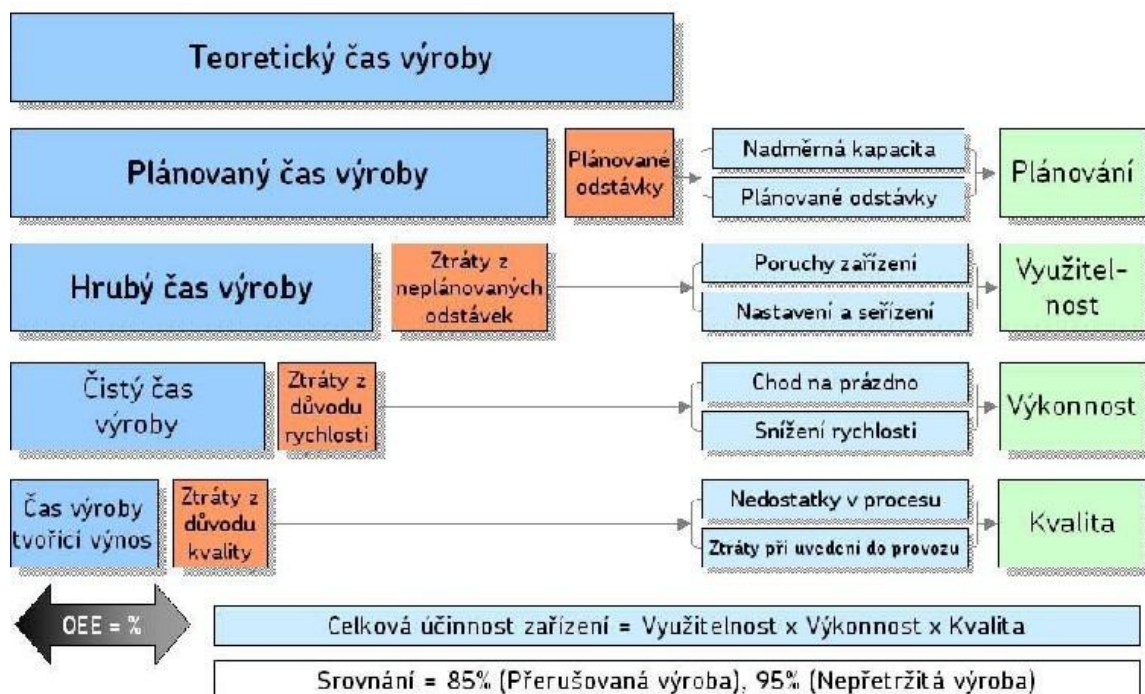 Teoretický čas výroby
Plánovaný čas výroby
Plánované
odstávky
Nadměrná kapacita
Plánované odstávky
Plánování
Hrubý čas výroby
Ztráty z
neplánovaných
odstávek
Poruchy zařízení
Nastavení a seřízení
Využitel-
nost
Čistý čas
výroby
Ztráty z
důvodu
rychlosti
Chod na prázdno
Snížení rychlosti
Výkonnost
Čas výroby
tvořící výnos
Ztráty z
důvodu
kvality
Nedostatky v procesu
Ztráty při uvedení do provozu
Kvalita
OEE = %
Celková účinnost zařízení = Využitelnost x Výkonnost x Kvalita
Srovnání = 85% (Přerušovaná výroba), 95% (Nepřetržitá výroba)